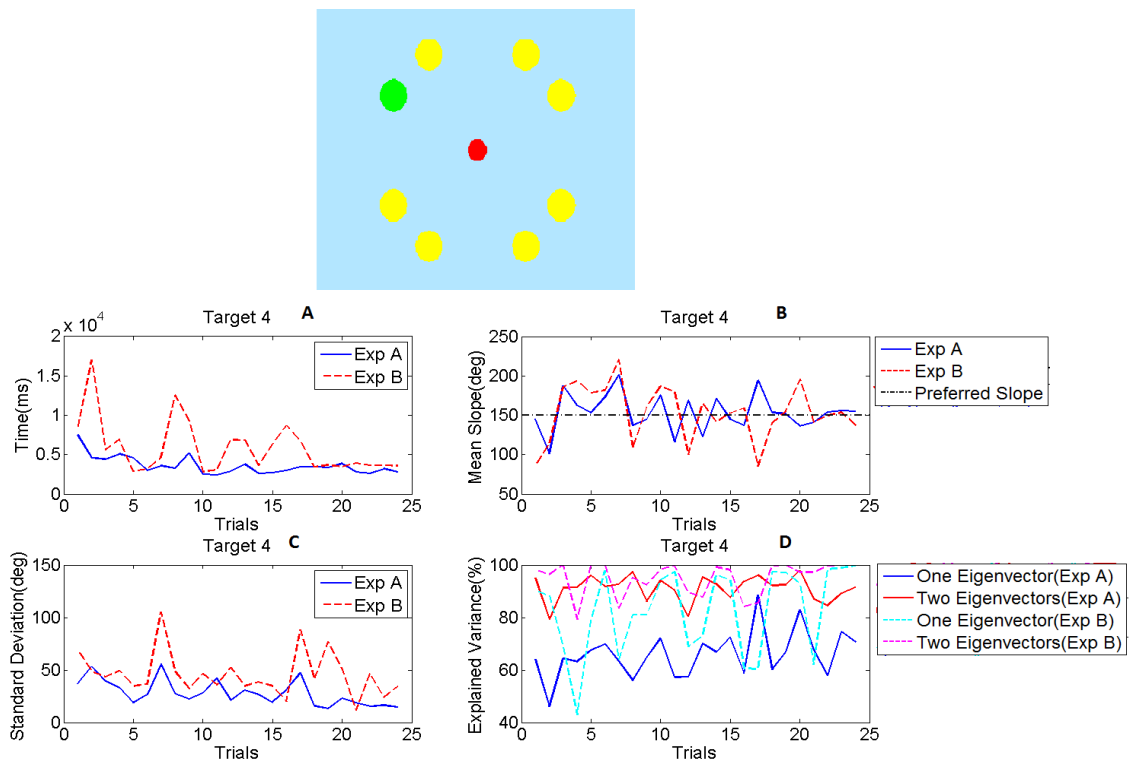 Target 4 A
2 x 10^4
1.5
1
0.5
0
Time(ms)
Exp A
Exp B
0 5 10 15 20 25
Trials
Target 4 B
250
200
150
100
50
Mean Slope(deg)
0 5 10 15 20 25
Trials
Exp A
Exp B
Preferred Slope
Target 4 C
150
100
50
0
Standard Deviation(deg)
Exp A
Exp B
0 5 10 15 20 25
Trials
Target 4 D
100
80
60
40
Explained Variance(%)
0 5 10 15 20 25
Trials
One Eigenvector(Exp A)
Two Eigenvectors(Exp A)
One Eigenvector(Exp B)
Two Eigenvectors(Exp B)